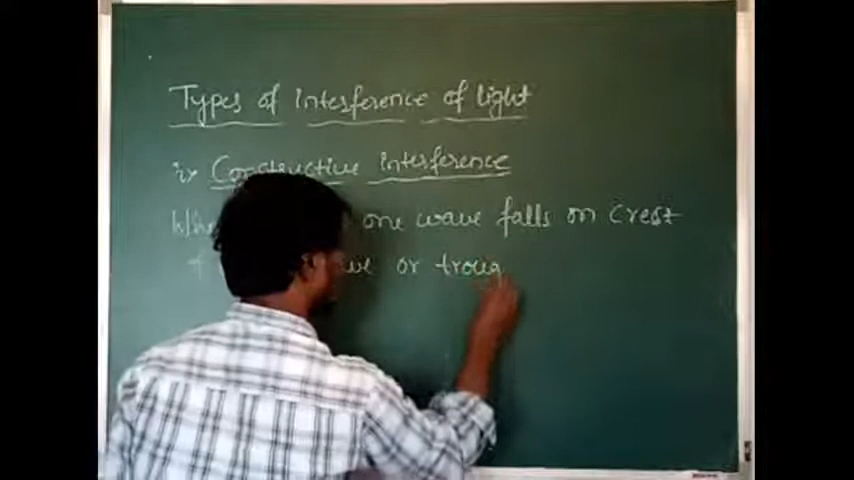 Types of interference of light
i> Constructive interference
one wave falls on crest
or troug